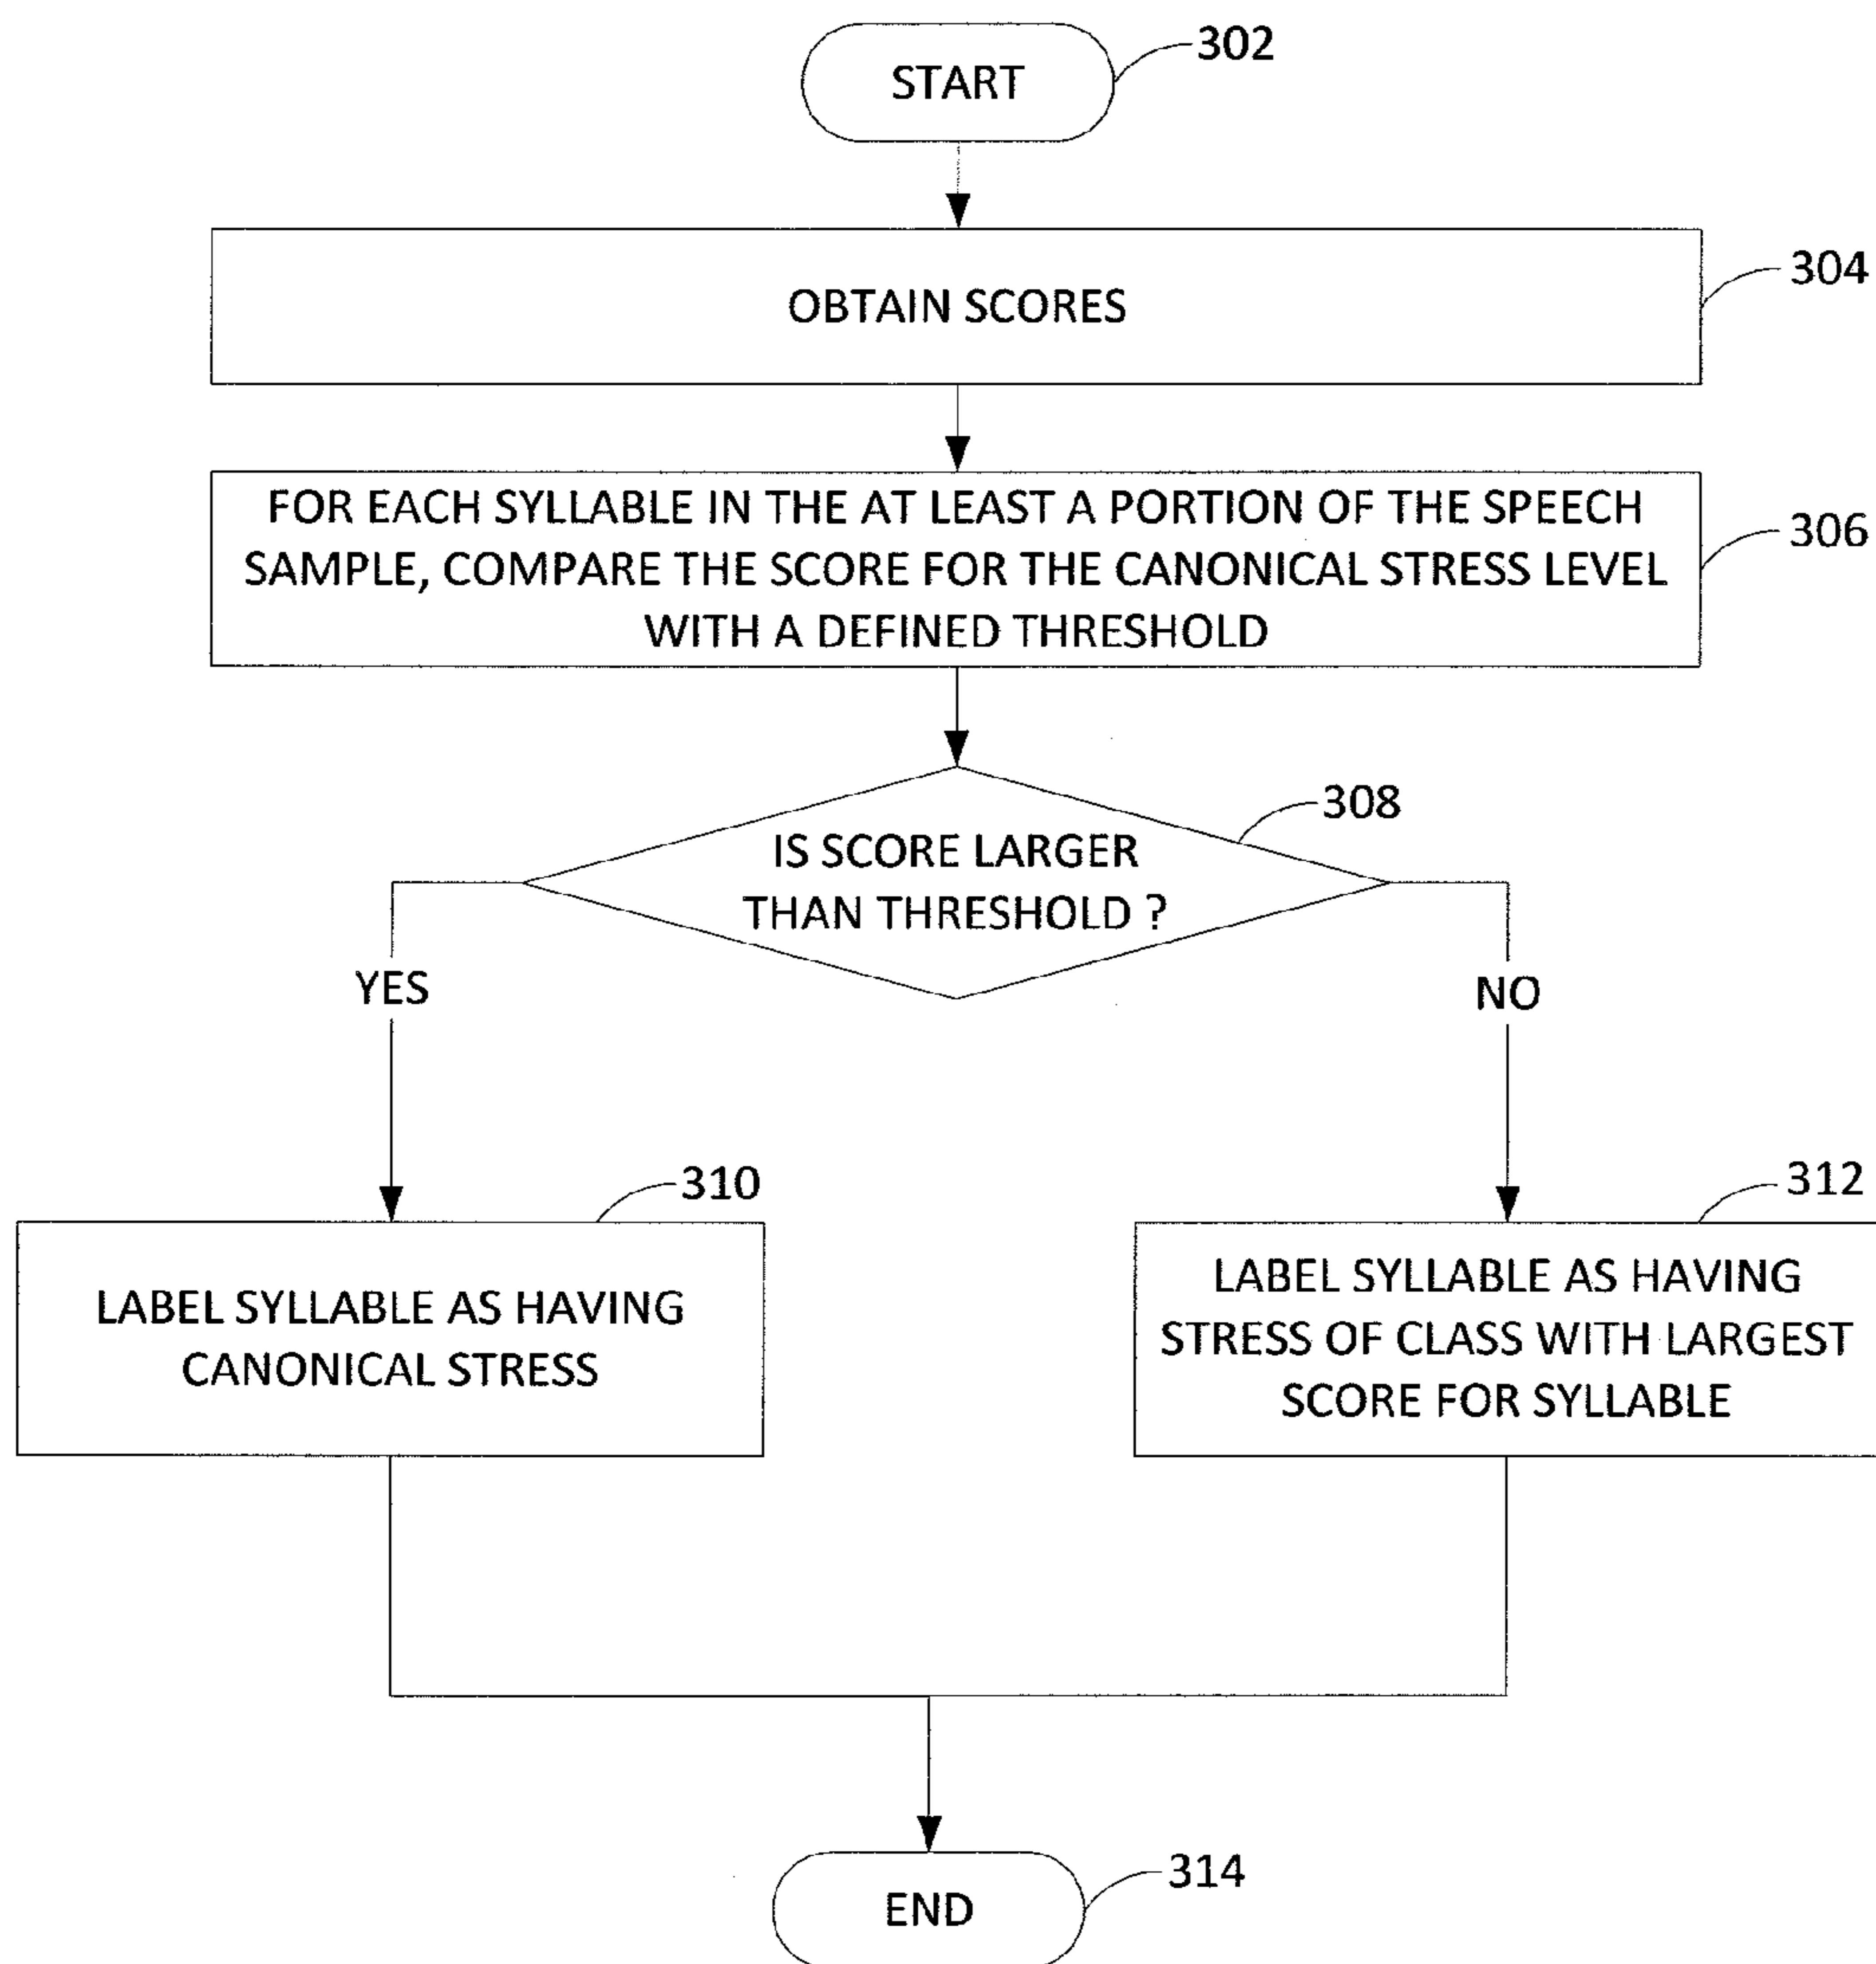 302
START
304
OBTAIN SCORES
306
FOR EACH SYLLABLE IN THE AT LEAST A PORTION OF THE SPEECH
SAMPLE, COMPARE THE SCORE FOR THE CANONICAL STRESS LEVEL
WITH A DEFINED THRESHOLD
308
IS SCORE LARGER
THAN THRESHOLD ?
YES
NO
310
LABEL SYLLABLE AS HAVING
CANONICAL STRESS
312
LABEL SYLLABLE AS HAVING
STRESS OF CLASS WITH LARGEST
SCORE FOR SYLLABLE
314
END